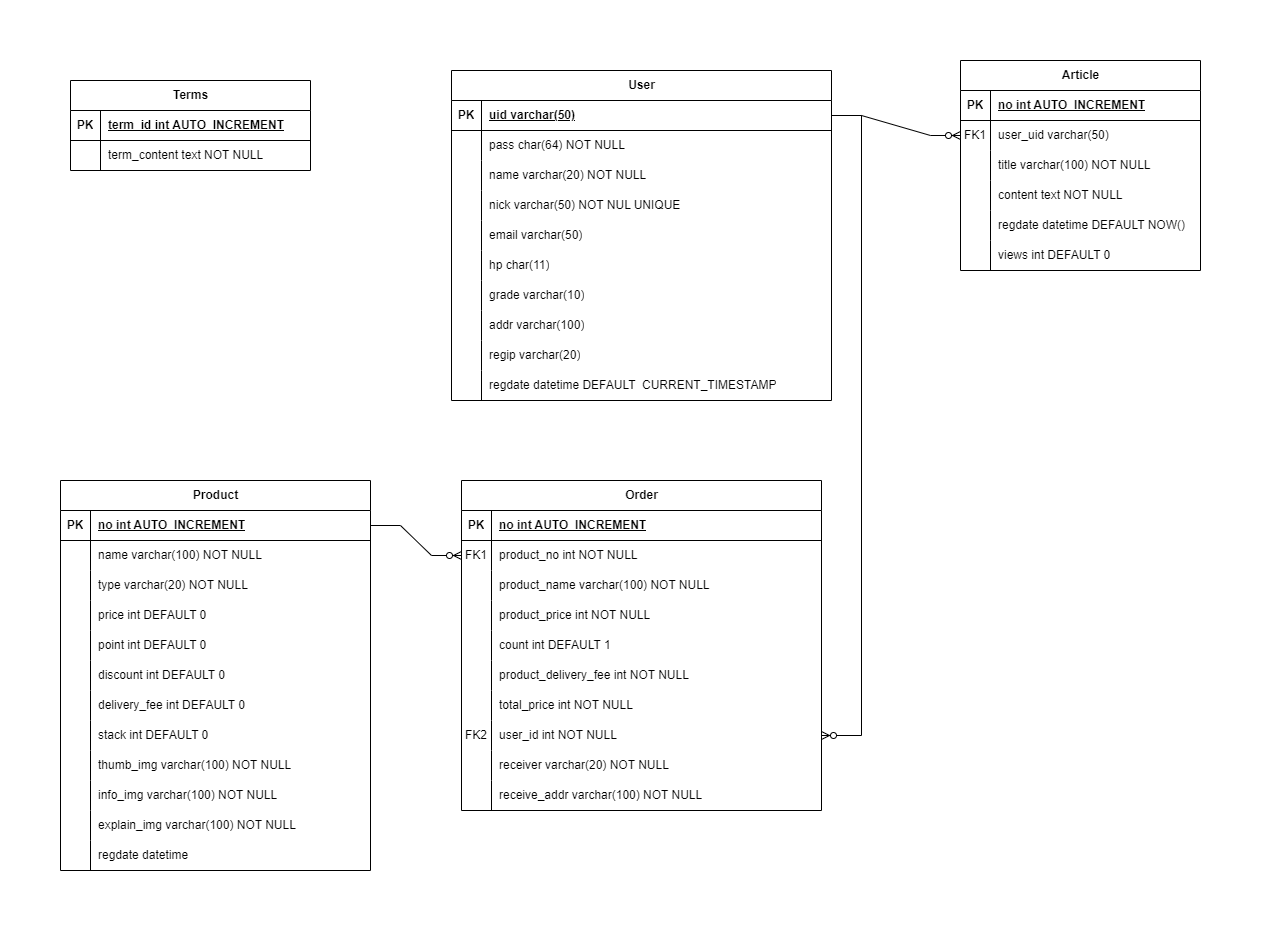 Terms
PK term_id int AUTO_INCREMENT
term_content text NOT NULL
User
PK uid varchar(50)
pass char(64) NOT NULL
name varchar(20) NOT NULL
nick varchar(50) NOT NUL UNIQUE
email varchar(50)
hp char(11)
grade varchar(10)
addr varchar(100)
regip varchar(20)
regdate datetime DEFAULT CURRENT_TIMESTAMP
Article
PK no int AUTO_INCREMENT
FK1 user_uid varchar(50)
title varchar(100) NOT NULL
content text NOT NULL
regdate datetime DEFAULT NOW()
views int DEFAULT 0
Product
PK no int AUTO_INCREMENT
name varchar(100) NOT NULL
type varchar(20) NOT NULL
price int DEFAULT 0
point int DEFAULT 0
discount int DEFAULT 0
delivery_fee int DEFAULT 0
stack int DEFAULT 0
thumb_img varchar(100) NOT NULL
info_img varchar(100) NOT NULL
explain_img varchar(100) NOT NULL
regdate datetime
Order
PK no int AUTO_INCREMENT
FK1 product_no int NOT NULL
product_name varchar(100) NOT NULL
product_price int NOT NULL
count int DEFAULT 1
product_delivery_fee int NOT NULL
total_price int NOT NULL
FK2 user_id int NOT NULL
receiver varchar(20) NOT NULL
receive_addr varchar(100) NOT NULL